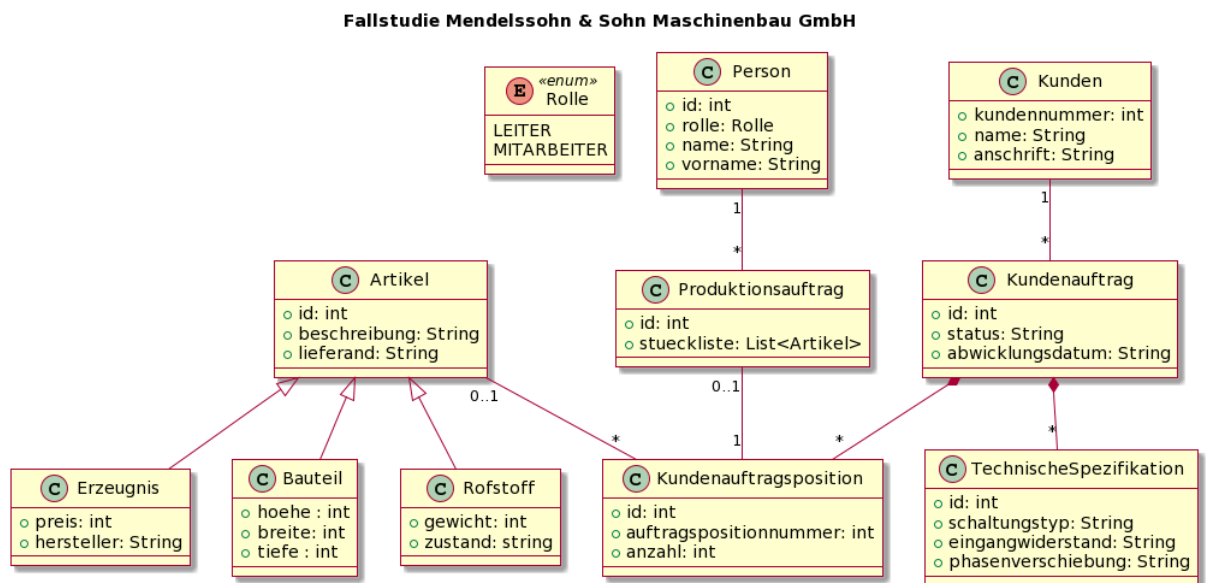 Fallstudie Mendelssohn & Sohn Maschinenbau GmbH
E «enum»
Rolle
LEITER
MITARBEITER
C Person
id: int
rolle: Rolle
name: String
vorname: String
C Kunden
kundennummer: int
name: String
anschrift: String
1
*
1
*
C Artikel
id: int
beschreibung: String
lieferand: String
C Produktionsauftrag
id: int
stueckliste: List<Artikel>
C Kundenauftrag
id: int
status: String
abwicklungsdatum: String
0..1
*
0..1
1
*
*
C Erzeugnis
preis: int
hersteller: String
C Bauteil
hoehe : int
breite: int
tiefe : int
C Rofstoff
gewicht: int
zustand: string
C Kundenauftragsposition
id: int
auftragspositionnummer: int
anzahl: int
C TechnischeSpezifikation
id: int
schaltungstyp: String
eingangwiderstand: String
phasenverschiebung: String